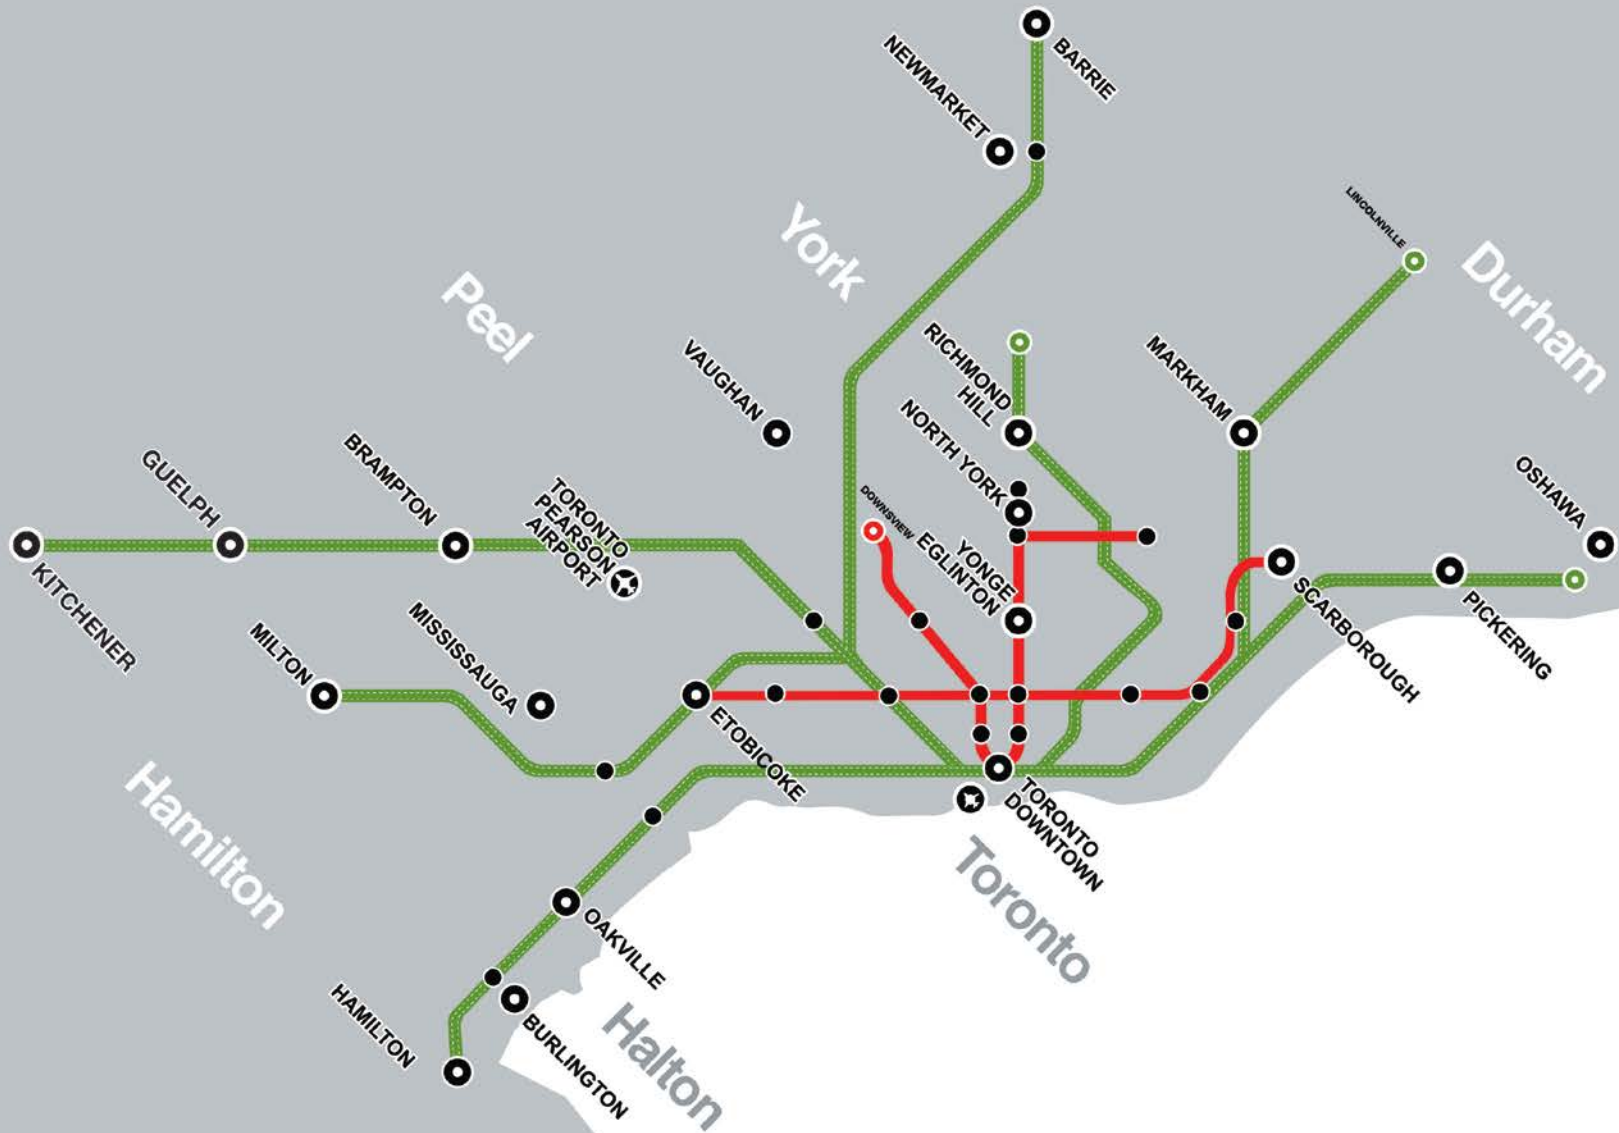 BARRIE
NEWMARKET
LINCOLNVILLE
York
Durham
Peel
RICHMOND
HILL
VAUGHAN
MARKHAM
NORTH YORK
BRAMPTON
GUELPH
OSHAWA
TORONTO
PEARSON
AIRPORT
DOWNSVIEW
YONGE
EGLINTON
KITCHENER
SCARBOROUGH
PICKERING
MILTON
MISSISSAUGA
ETOBICOKE
TORONTO
DOWNTOWN
Hamilton
Toronto
OAKVILLE
HAMILTON
BURLINGTON
Halton